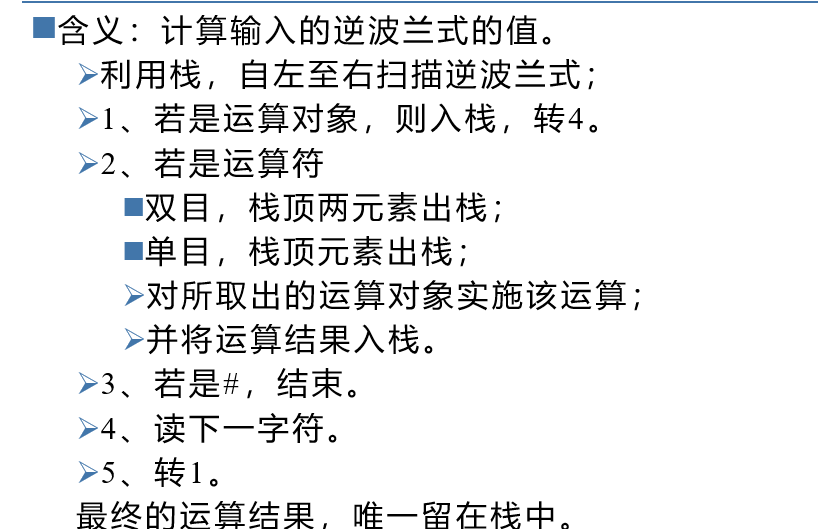 含义：计算输入的逆波兰式的值。
利用栈，自左至右扫描逆波兰式；
1、若是运算对象，则入栈，转4。
2、若是运算符
双目，栈顶两元素出栈；
单目，栈顶元素出栈；
对所取出的运算对象实施该运算；
并将运算结果入栈。
3、若是#，结束。
4、读下一字符。
5、转1。
最终的运算结果，唯一留在栈中。